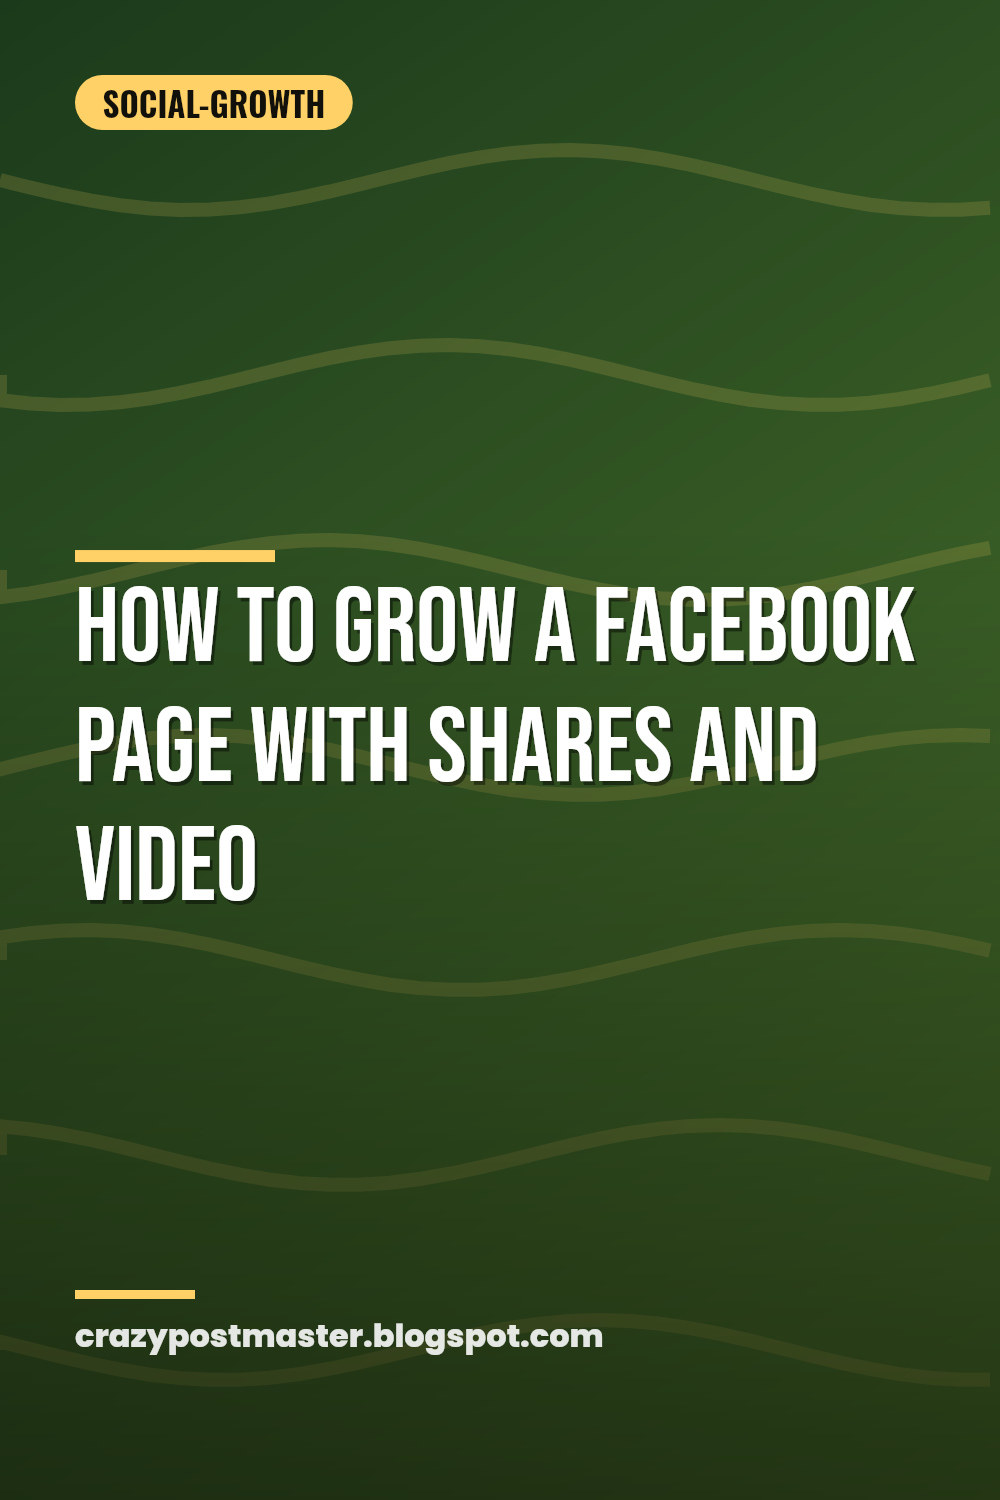 SOCIAL-GROWTH
HOW TO GROW A FACEBOOK
PAGE WITH SHARES AND
VIDEO
crazypostmaster.blogspot.com